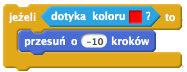 jeżeli dotyka koloru ? to
przesuń o -10 kroków